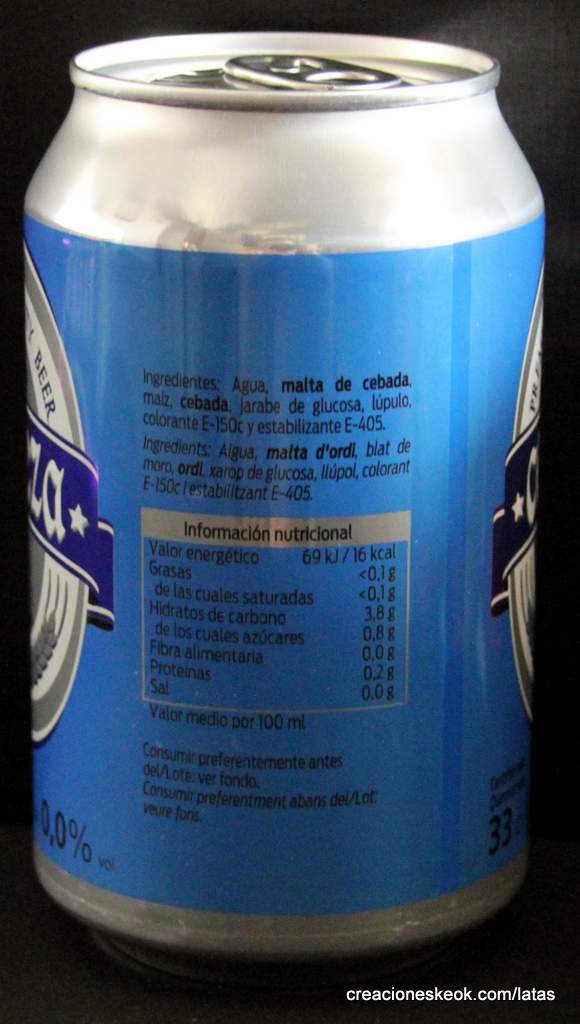 BEER
Ingredientes: Agua, malta de cebada,
maíz, cebada, jarabe de glucosa, lúpulo,
colorante E-150c y estabilizante E-405.
Ingredients: Aigua, malta d'ordi, blat de
moro, ordi, xarop de glucosa, llúpol, colorant
E-150c i estabilitzant E-405.
Información nutricional
Valor energético 69 kJ / 16 kcal
Grasas <0,1 g
de las cuales saturadas <0,1 g
Hidratos de carbono 3,8 g
de los cuales azúcares 0,8 g
Fibra alimentaria 0,0 g
Proteínas 0,2 g
Sal 0,0 g
Valor medio por 100 ml
Consumir preferentemente antes
del/Lote: ver fondo.
Consumir preferentment abans del/Lot:
veure fons.
0,0% vol
33
creacioneskeok.com/latas